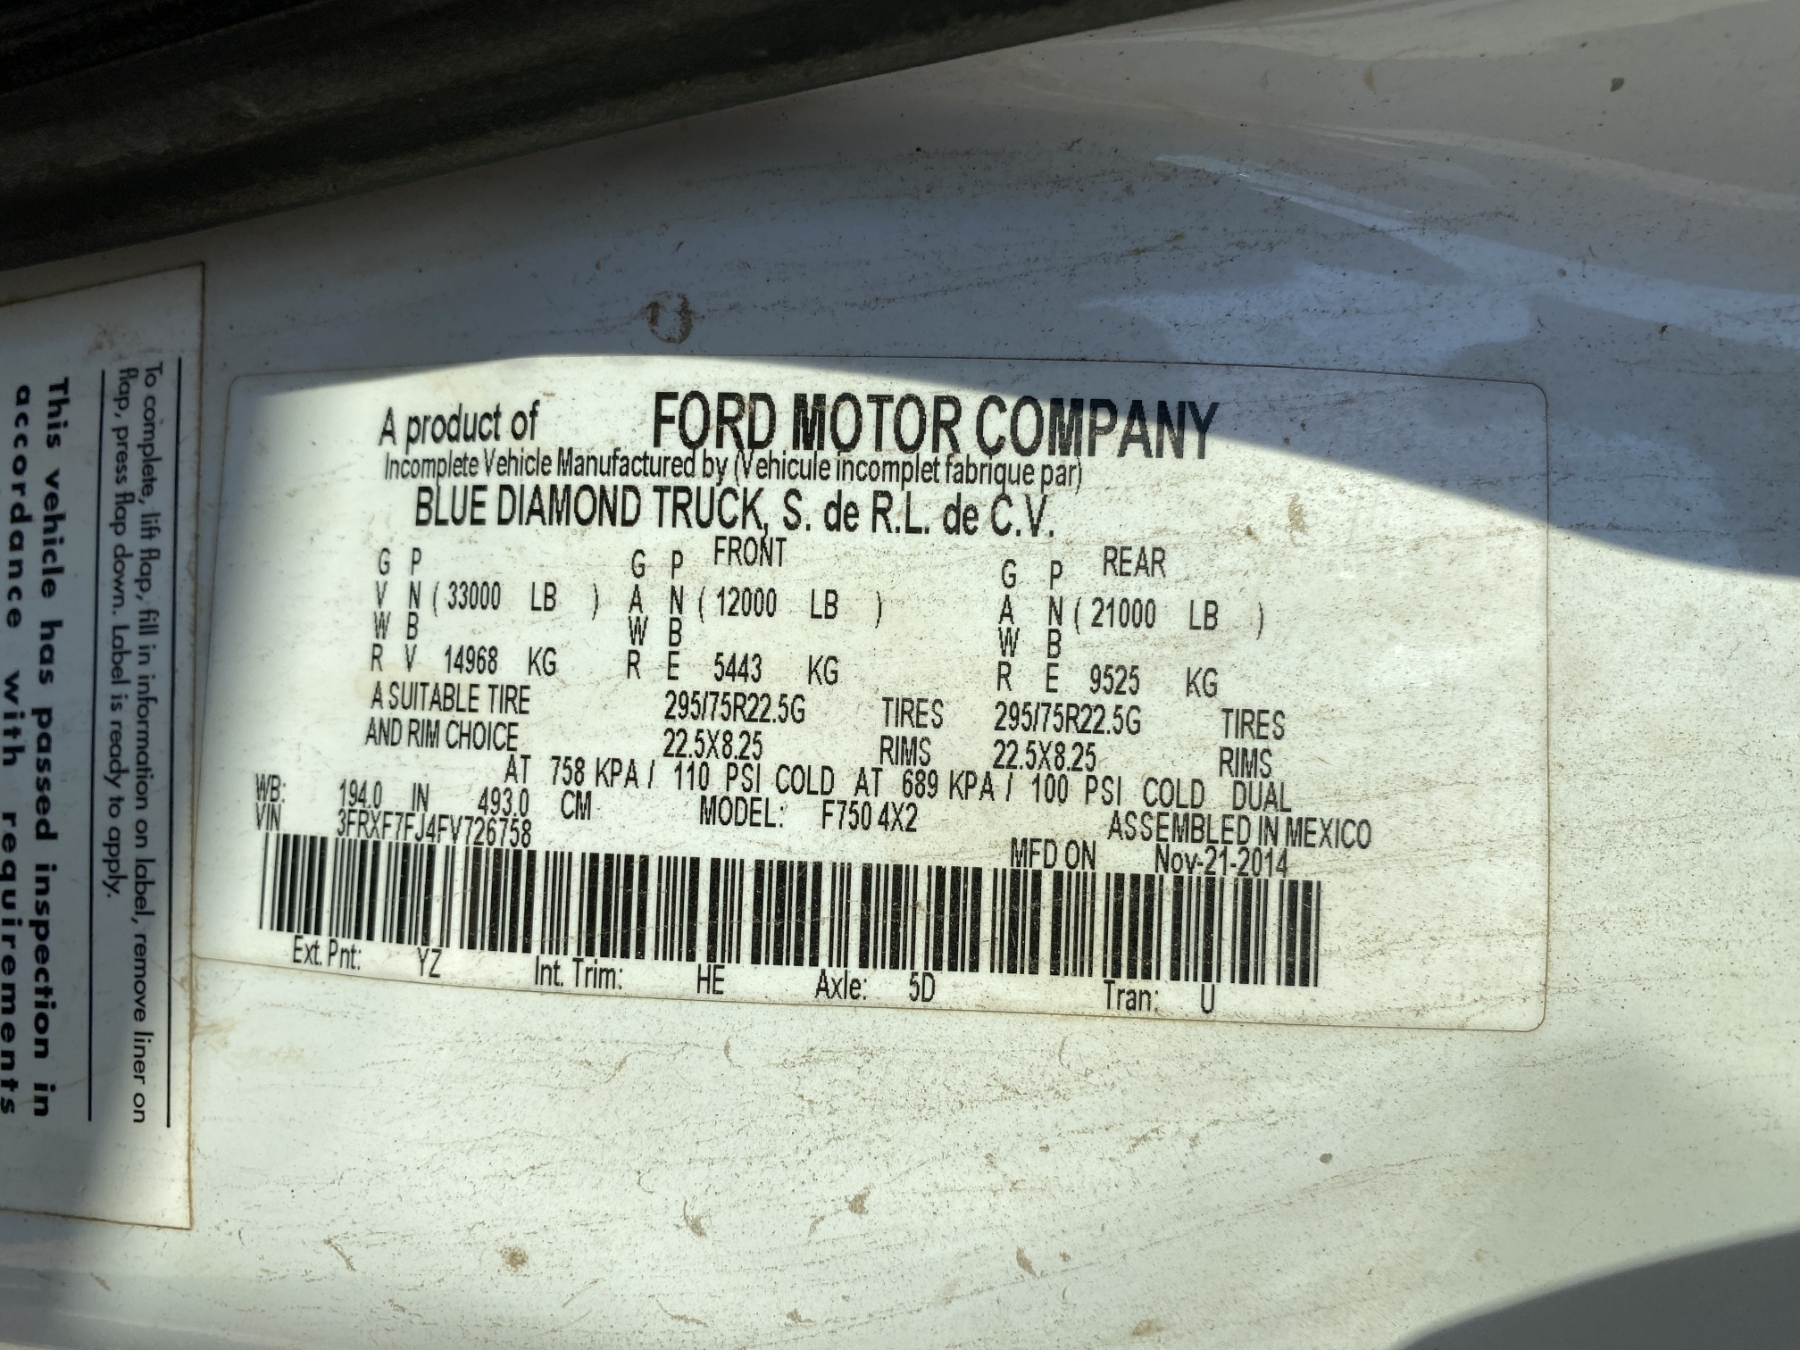 A product of FORD MOTOR COMPANY
Incomplete Vehicle Manufactured by (Vehicule incomplet fabrique par)
BLUE DIAMOND TRUCK, S. de R.L. de C.V.
G P G P FRONT G P REAR
V N ( 33000 LB ) A N ( 12000 LB ) A N ( 21000 LB )
W B W B W B
R V 14968 KG R E 5443 KG R E 9525 KG
A SUITABLE TIRE 295/75R22.5G TIRES 295/75R22.5G TIRES
AND RIM CHOICE 22.5X8.25 RIMS 22.5X8.25 RIMS
AT 758 KPA / 110 PSI COLD AT 689 KPA / 100 PSI COLD DUAL
WB: 194.0 IN 493.0 CM MODEL: F750 4X2 ASSEMBLED IN MEXICO
VIN 3FRXF7FJ4FV726758 MFD ON Nov-21-2014
Ext. Pnt: YZ Int. Trim: HE Axle: 5D Tran: U
To complete, lift flap, fill in information on label, remove liner on
flap, press flap down. Label is ready to apply.
This vehicle has passed inspection in
accordance with requirements